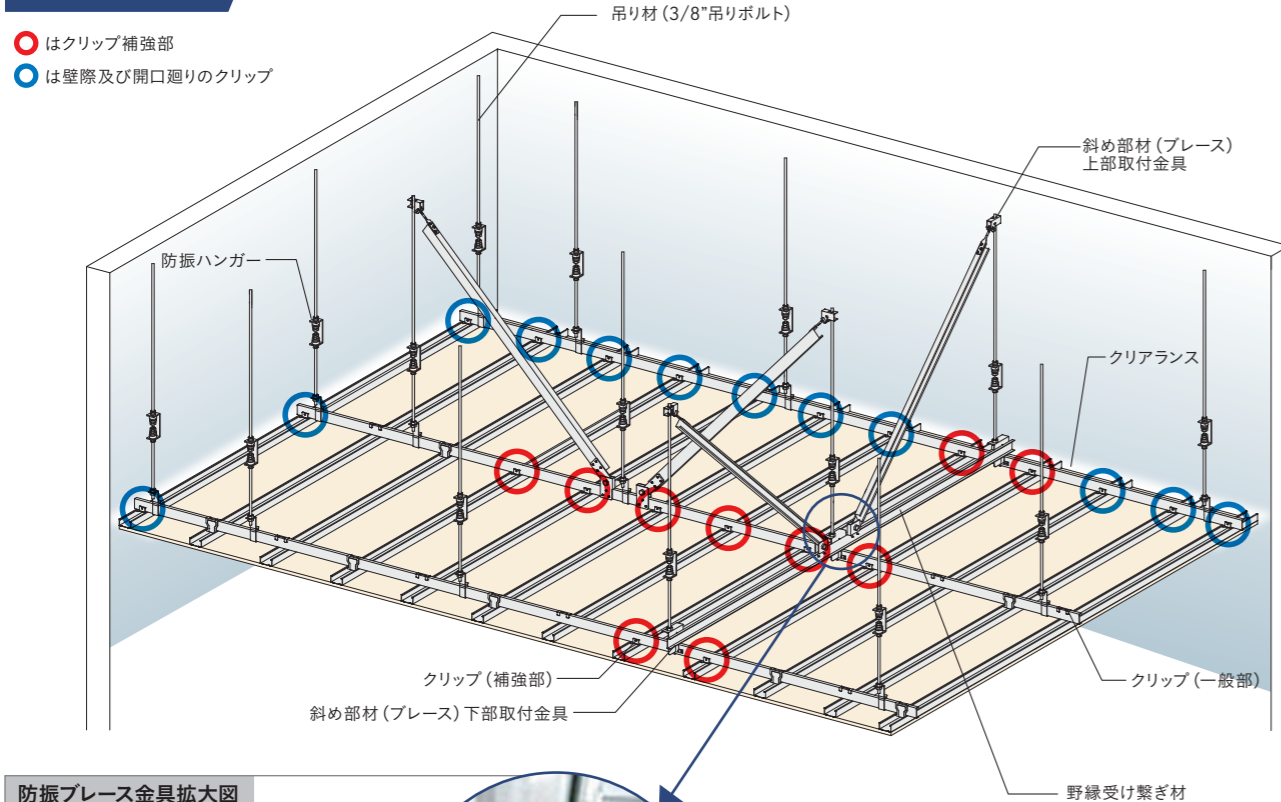 はクリップ補強部
は壁際及び開口廻りのクリップ
吊り材(3/8”吊りボルト)
斜め部材(ブレース)
上部取付金具
防振ハンガー
クリアランス
クリップ(補強部)
クリップ(一般部)
斜め部材(ブレース)下部取付金具
野縁受け繋ぎ材
防振ブレース金具拡大図